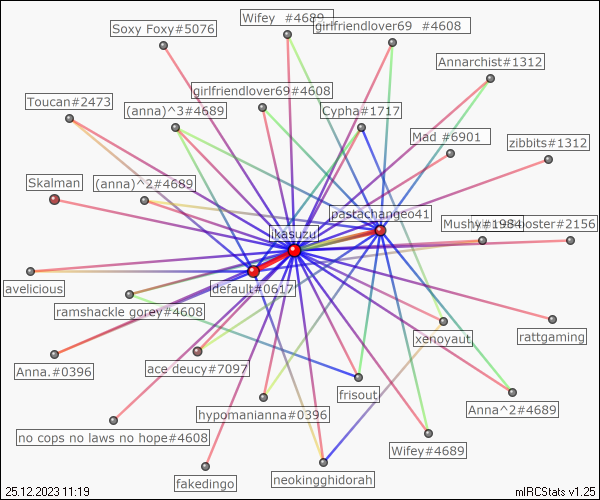 Wifey  #4689
girlfriendlover69  #4608
Soxy Foxy#5076
Annarchist#1312
girlfriendlover69#4608
Toucan#2473
(anna)^3#4689
Cypha#1717
Mad #6901
zibbits#1312
Skalman
(anna)^2#4689
pastachangeo41
Mushy#1984
#2156
ikasuzu
avelicious
default#0617
ramshackle gorey#4608
rattgaming
xenoyaut
Anna.#0396
ace deucy#7097
frisout
hypomanianna#0396
Anna^2#4689
no cops no laws no hope#4608
Wifey#4689
fakedingo
neokingghidorah
25.12.2023 11:19
mIRCStats v1.25